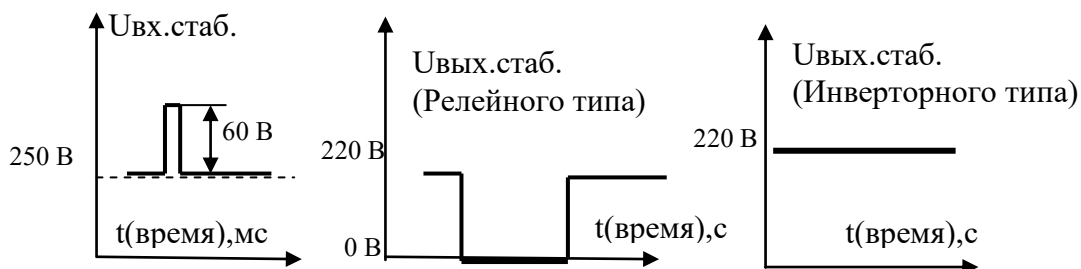 Uвх.стаб.
60 В
250 В
t(время),мс
Uвых.стаб.
(Релейного типа)
220 В
0 В
t(время),с
Uвых.стаб.
(Инверторного типа)
220 В
t(время),с